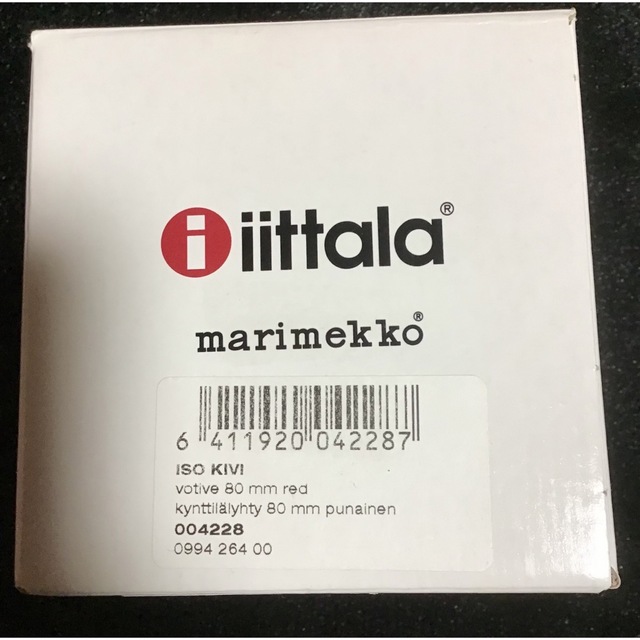 i iittala®
marimekko®
6 411920 042287
ISO KIVI
votive 80 mm red
kynttilälyhty 80 mm punainen
004228
0994 264 00